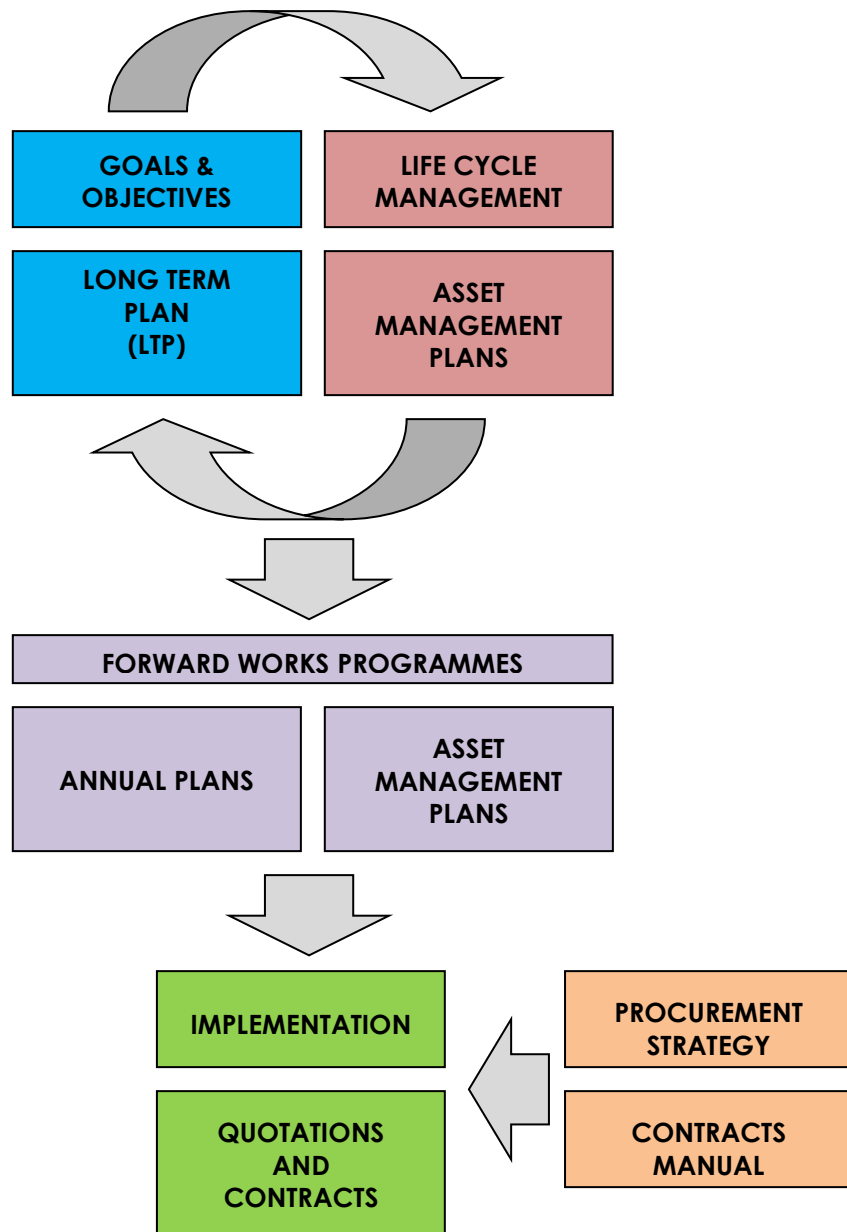 GOALS &
OBJECTIVES
LIFE CYCLE
MANAGEMENT
LONG TERM
PLAN
(LTP)
ASSET
MANAGEMENT
PLANS
FORWARD WORKS PROGRAMMES
ANNUAL PLANS
ASSET
MANAGEMENT
PLANS
IMPLEMENTATION
PROCUREMENT
STRATEGY
QUOTATIONS
AND
CONTRACTS
CONTRACTS
MANUAL